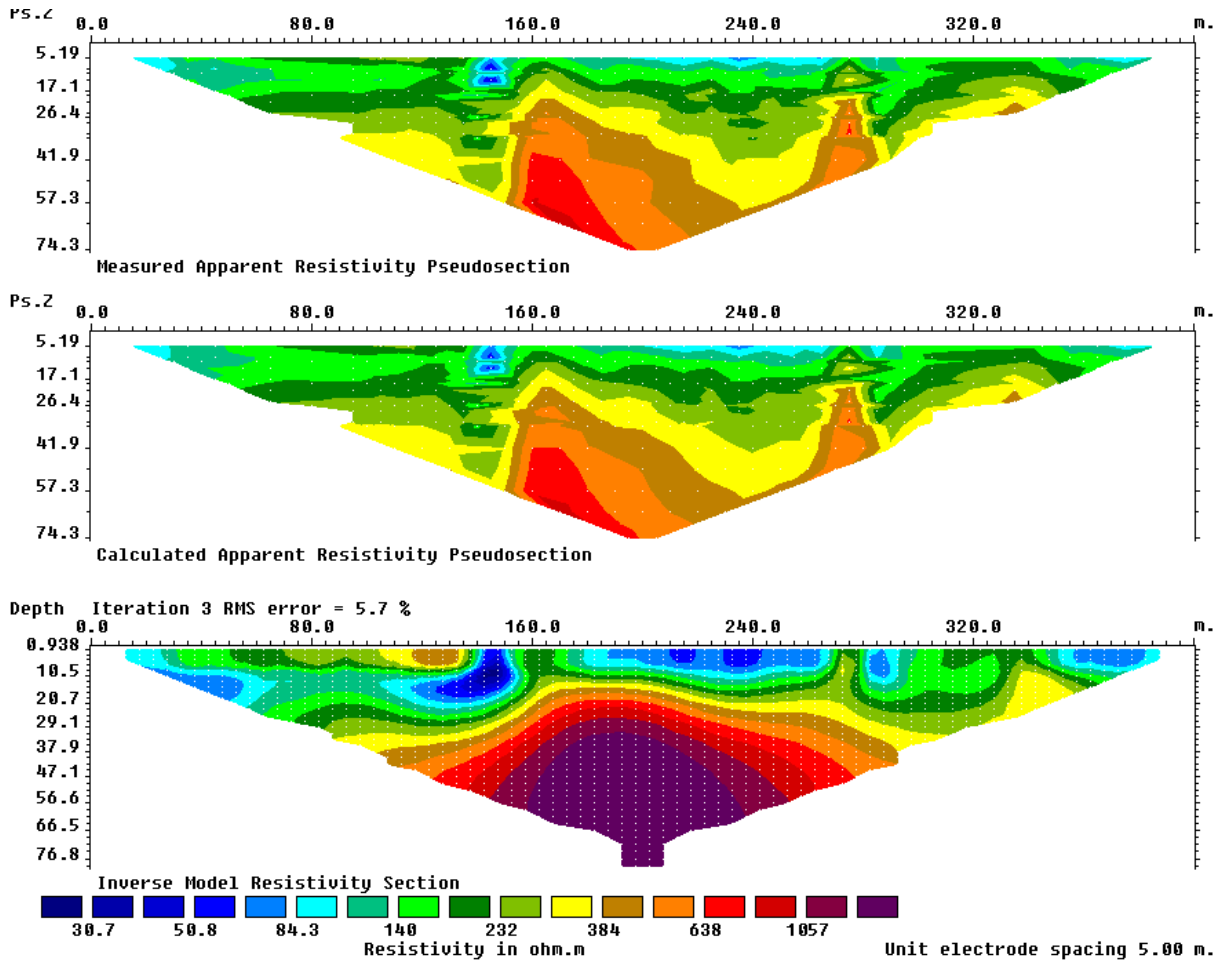 Ps.Z
0.0 80.0 160.0 240.0 320.0 m.
5.19
17.1
26.4
41.9
57.3
74.3
Measured Apparent Resistivity Pseudosection
Ps.Z
0.0 80.0 160.0 240.0 320.0 m.
5.19
17.1
26.4
41.9
57.3
74.3
Calculated Apparent Resistivity Pseudosection
Depth Iteration 3 RMS error = 5.7 %
0.0 80.0 160.0 240.0 320.0 m.
0.938
10.5
20.7
29.1
37.9
47.1
56.6
66.5
76.8
Inverse Model Resistivity Section
30.7 50.8 84.3 140 232 384 638 1057
Resistivity in ohm.m Unit electrode spacing 5.00 m.